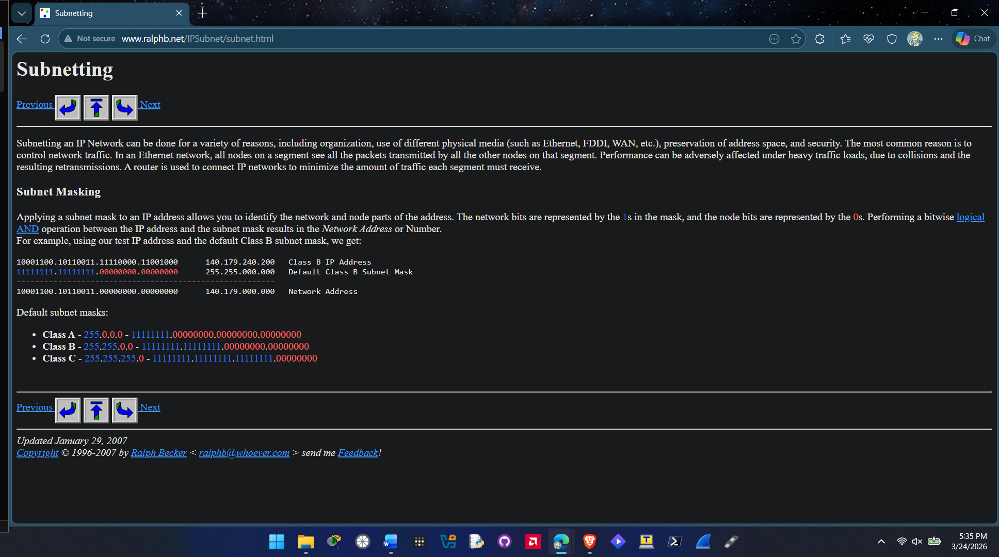 Subnetting
Not secure www.ralphb.net/IPSubnet/subnet.html
Chat
Subnetting
Previous Next
Subnetting an IP Network can be done for a variety of reasons, including organization, use of different physical media (such as Ethernet, FDDI, WAN, etc.), preservation of address space, and security. The most common reason is to
control network traffic. In an Ethernet network, all nodes on a segment see all the packets transmitted by all the other nodes on that segment. Performance can be adversely affected under heavy traffic loads, due to collisions and the
resulting retransmissions. A router is used to connect IP networks to minimize the amount of traffic each segment must receive.
Subnet Masking
Applying a subnet mask to an IP address allows you to identify the network and node parts of the address. The network bits are represented by the 1s in the mask, and the node bits are represented by the 0s. Performing a bitwise logical
AND operation between the IP address and the subnet mask results in the Network Address or Number.
For example, using our test IP address and the default Class B subnet mask, we get:
10001100.10110011.11110000.11001000 140.179.240.200 Class B IP Address
11111111.11111111.00000000.00000000 255.255.000.000 Default Class B Subnet Mask
--------------------------------------------------------
10001100.10110011.00000000.00000000 140.179.000.000 Network Address
Default subnet masks:
• Class A - 255.0.0.0 - 11111111.00000000.00000000.00000000
• Class B - 255.255.0.0 - 11111111.11111111.00000000.00000000
• Class C - 255.255.255.0 - 11111111.11111111.11111111.00000000
Previous Next
Updated January 29, 2007
Copyright © 1996-2007 by Ralph Becker < ralphb@whoever.com > send me Feedback!
5:35 PM
3/24/2026